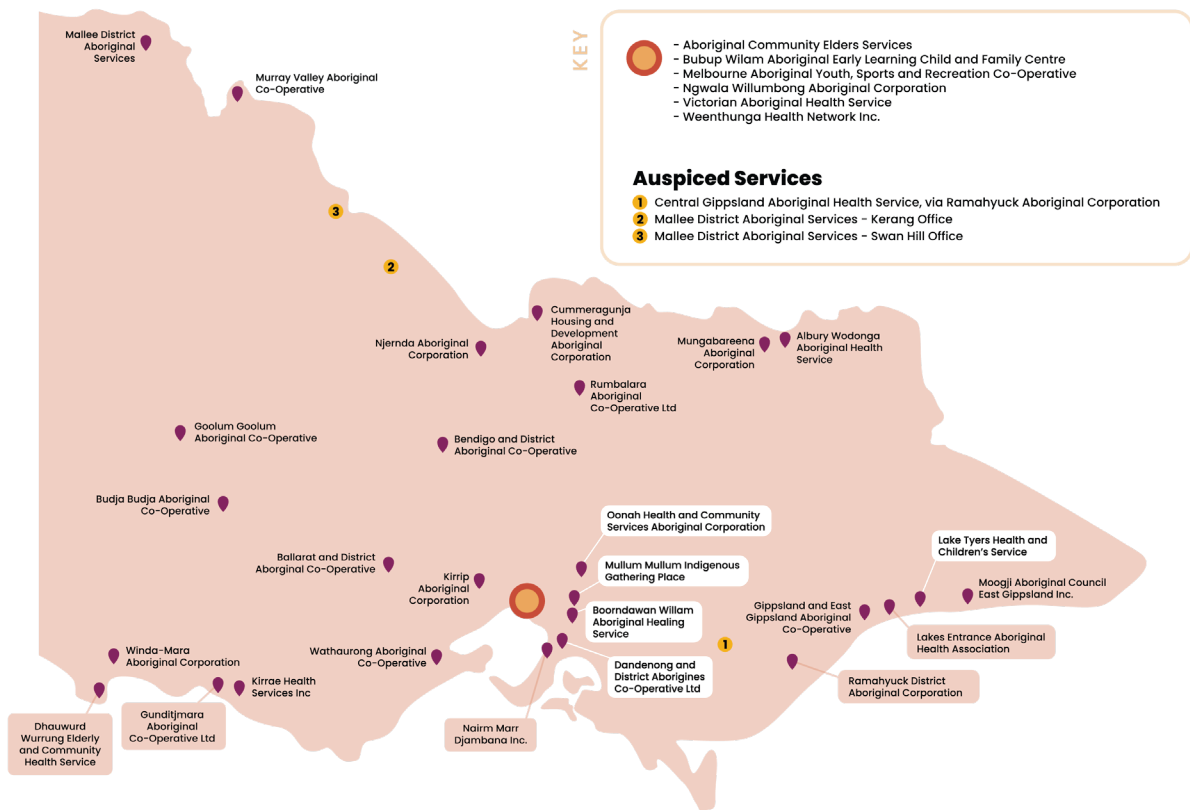 Mallee District
Aboriginal
Services
Murray Valley Aboriginal
Co-Operative
KEY
- Aboriginal Community Elders Services
- Bubup Wilam Aboriginal Early Learning Child and Family Centre
- Melbourne Aboriginal Youth, Sports and Recreation Co-Operative
- Ngwala Willumbong Aboriginal Corporation
- Victorian Aboriginal Health Service
- Weenthunga Health Network Inc.
Auspiced Services
1 Central Gippsland Aboriginal Health Service, via Ramahyuck Aboriginal Corporation
2 Mallee District Aboriginal Services - Kerang Office
3 Mallee District Aboriginal Services - Swan Hill Office
3
2
Cummeragunja
Housing and
Development
Aboriginal
Corporation
Njernda Aboriginal
Corporation
Mungabareena
Aboriginal
Corporation
Albury Wodonga
Aboriginal Health
Service
Rumbalara
Aboriginal
Co-Operative Ltd
Goolum Goolum
Aboriginal Co-Operative
Bendigo and District
Aboriginal Co-Operative
Budja Budja Aboriginal
Co-Operative
Oonah Health and Community
Services Aboriginal Corporation
Ballarat and District
Aborginal Co-Operative
Mullum Mullum Indigenous
Gathering Place
Lake Tyers Health and
Children's Service
Kirrip
Aboriginal
Corporation
Boorndawan Willam
Aboriginal Healing
Service
Moogji Aboriginal Council
East Gippsland Inc.
Gippsland and East
Gippsland Aboriginal
Co-Operative
Lakes Entrance Aboriginal
Health Association
1
Winda-Mara
Aboriginal Corporation
Wathaurong Aboriginal
Co-Operative
Dandenong and
District Aborigines
Co-Operative Ltd
Kirrae Health
Services Inc
Ramahyuck District
Aboriginal Corporation
Dhauwurd
Wurrung Elderly
and Community
Health Service
Gunditjmara
Aboriginal
Co-Operative Ltd
Nairm Marr
Djambana Inc.